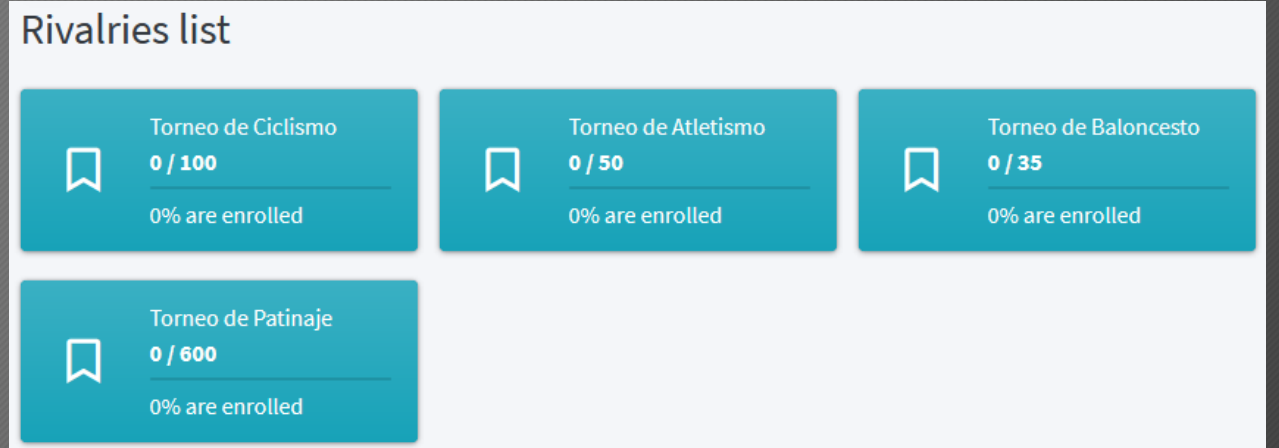 Rivalries list
Torneo de Ciclismo
0 / 100
0% are enrolled
Torneo de Atletismo
0 / 50
0% are enrolled
Torneo de Baloncesto
0 / 35
0% are enrolled
Torneo de Patinaje
0 / 600
0% are enrolled